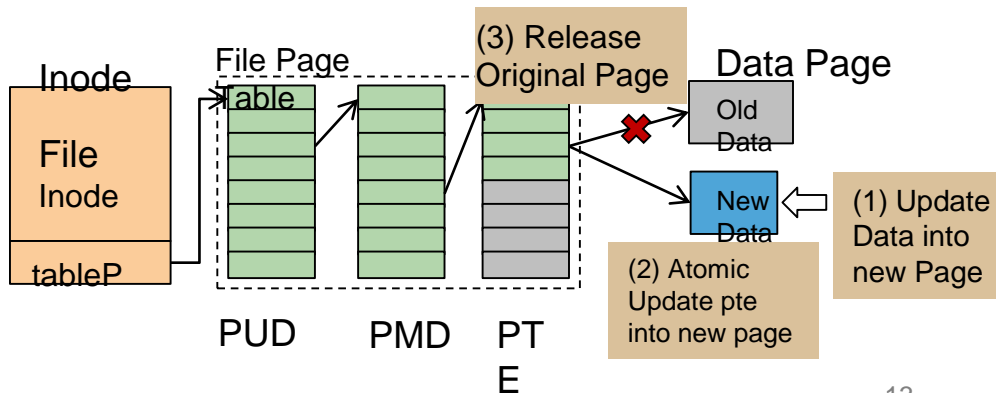 Inode
File
Inode
tableP
File Page
Table
(3) Release
Original Page
Data Page
Old
Data
New
Data
(1) Update
Data into
new Page
(2) Atomic
Update pte
into new page
PUD
PMD
PT
E